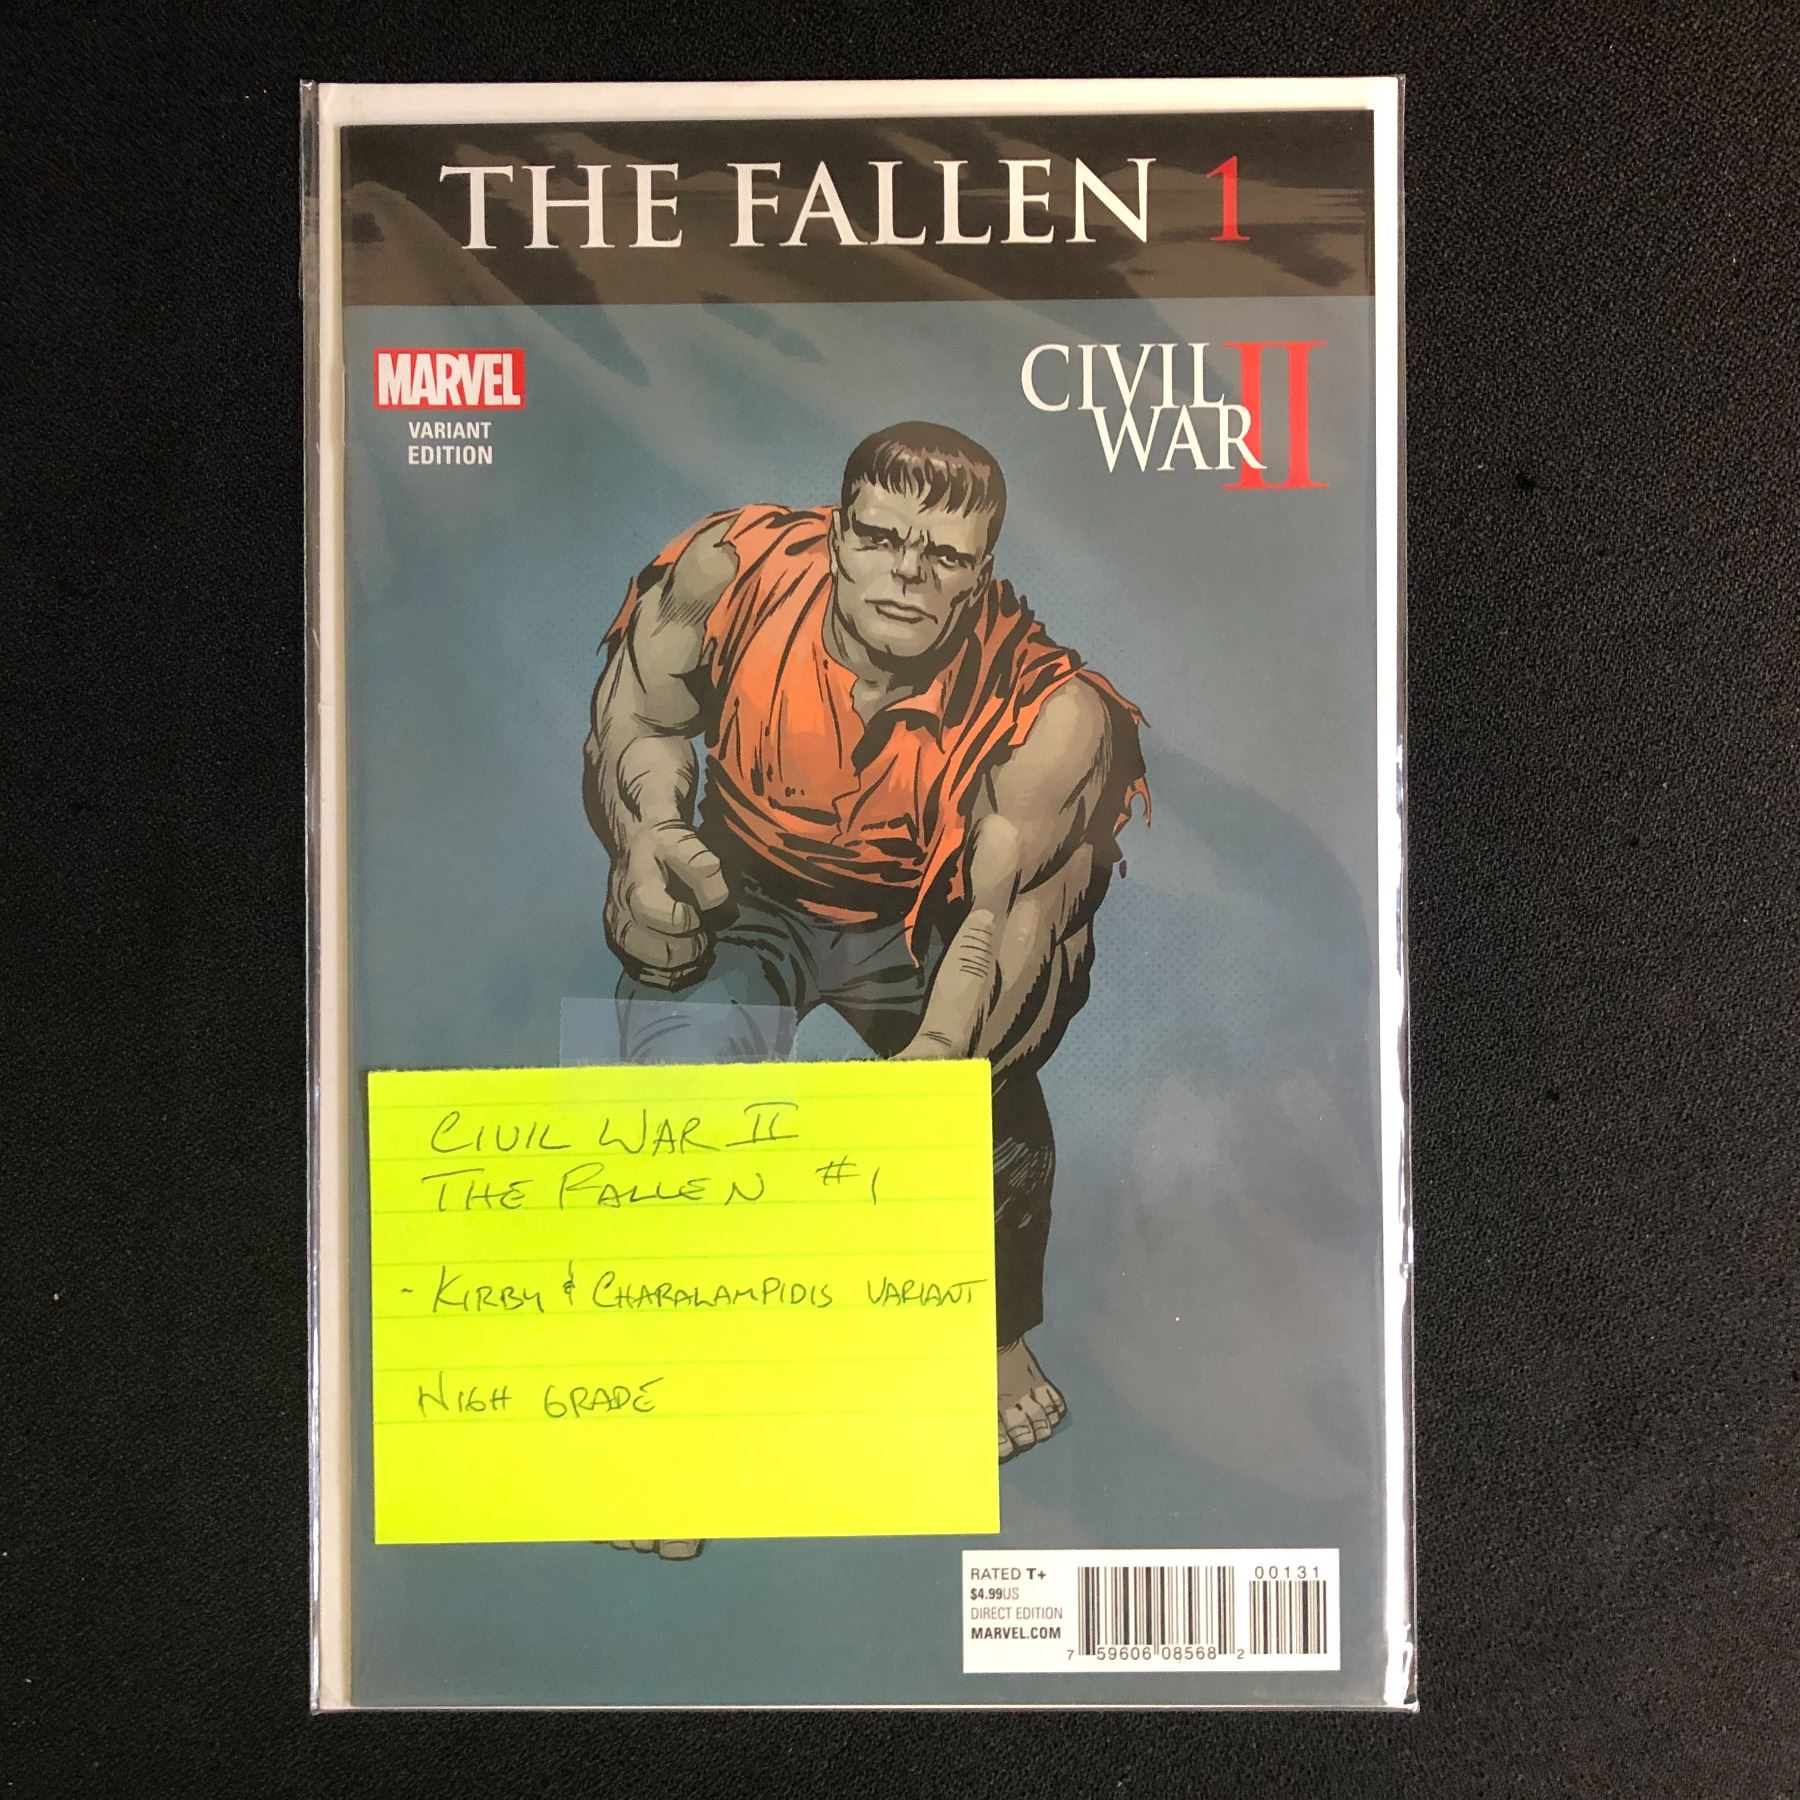 THE FALLEN 1
MARVEL
VARIANT
EDITION
CIVIL
WAR II
CIVIL WAR II
THE FALLEN #1
- KIRBY & CHARALAMPIDIS VARIANT
HIGH GRADE
RATED T+
$4.99US
DIRECT EDITION
MARVEL.COM
00131
7 59606 08568 2